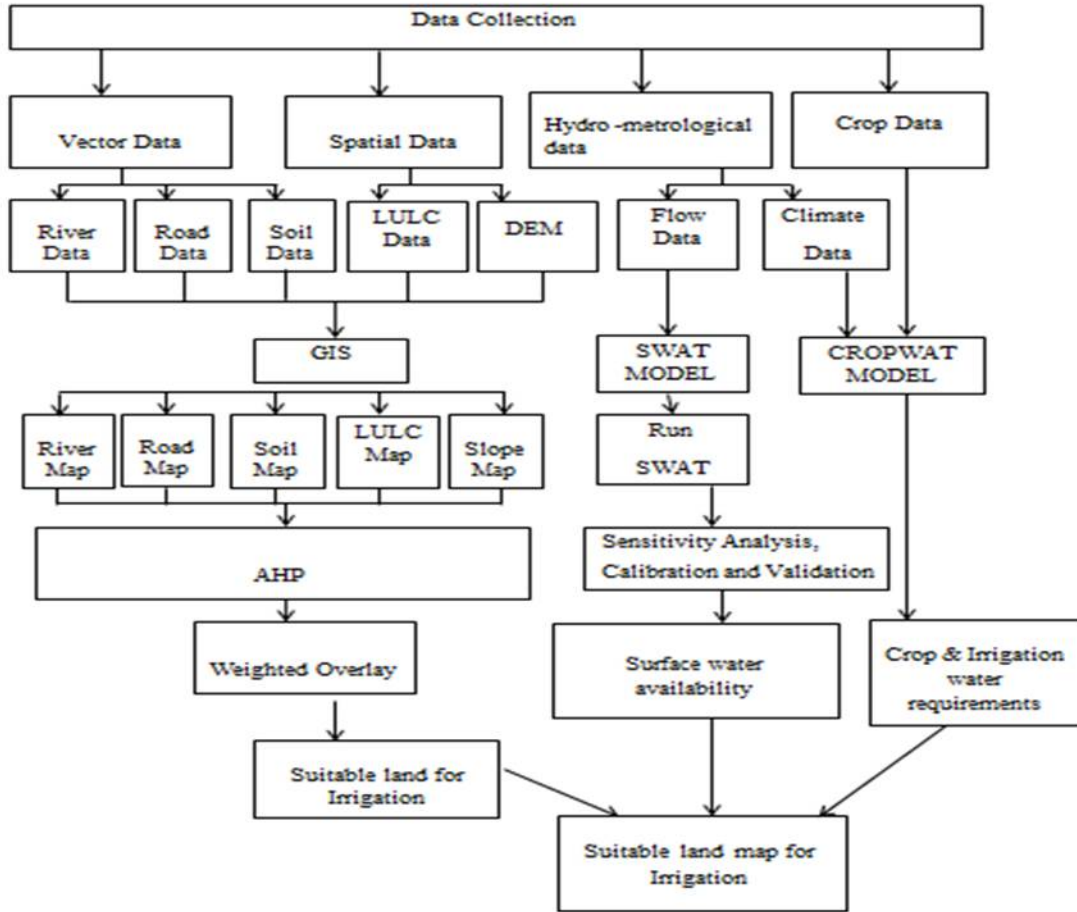 Data Collection
Vector Data
Spatial Data
Hydro -metrological
data
Crop Data
River
Data
Road
Data
Soil
Data
LULC
Data
DEM
Flow
Data
Climate
Data
GIS
SWAT
MODEL
CROPWAT
MODEL
River
Map
Road
Map
Soil
Map
LULC
Map
Slope
Map
Run
SWAT
AHP
Sensitivity Analysis,
Calibration and Validation
Weighted Overlay
Surface water
availability
Crop & Irrigation
water
requirements
Suitable land for
Irrigation
Suitable land map for
Irrigation